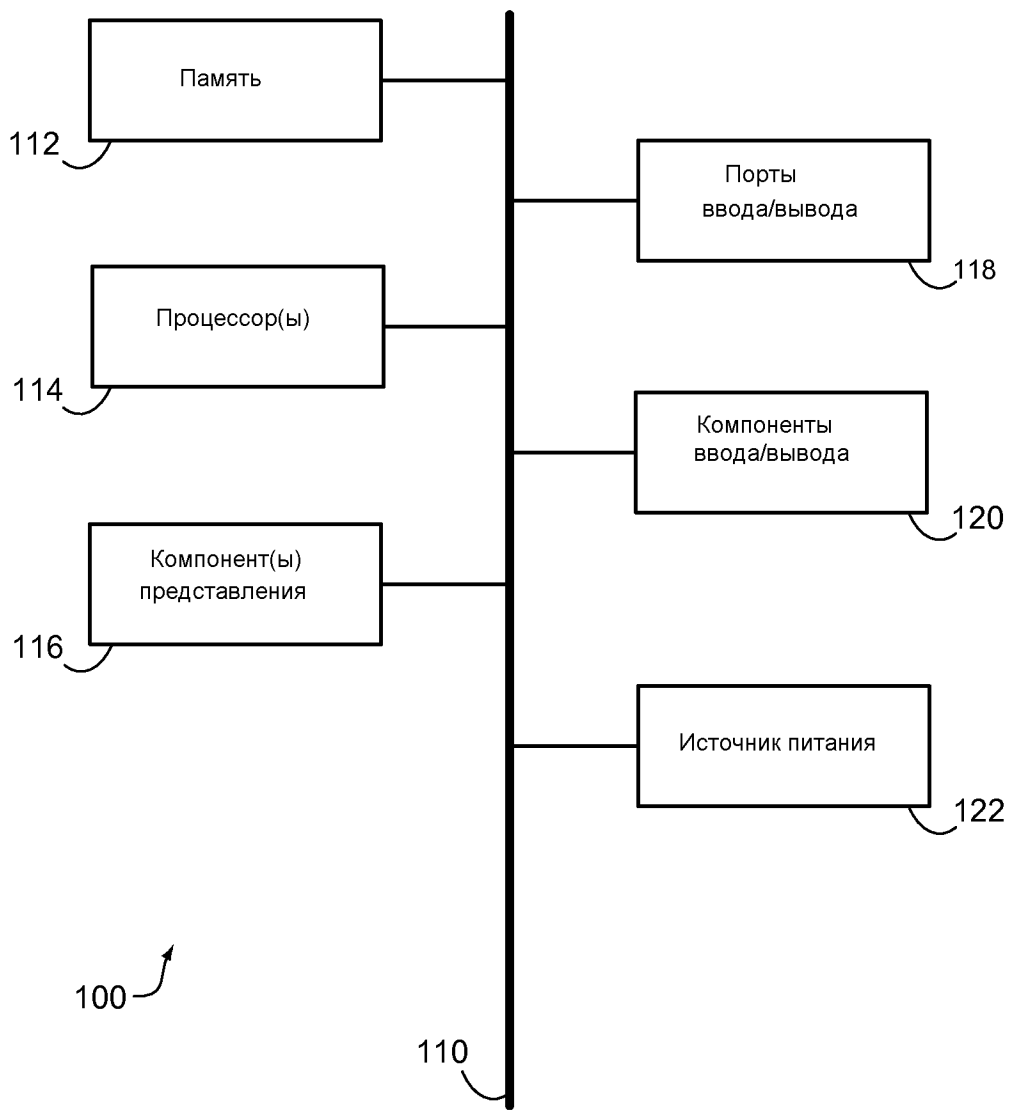 Память
112
Порты
ввода/вывода
118
Процессор(ы)
114
Компоненты
ввода/вывода
120
Компонент(ы)
представления
116
Источник питания
122
100
110